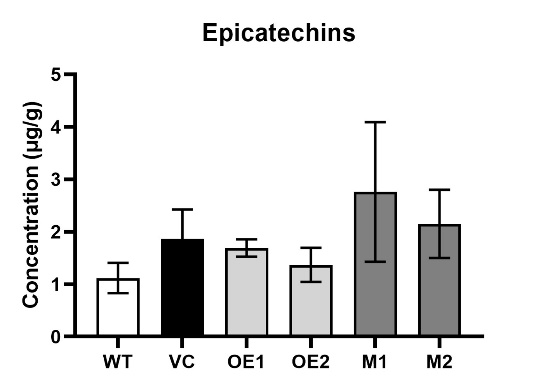 Epicatechins
Concentration (µg/g)
5
4
3
2
1
0
WT VC OE1 OE2 M1 M2